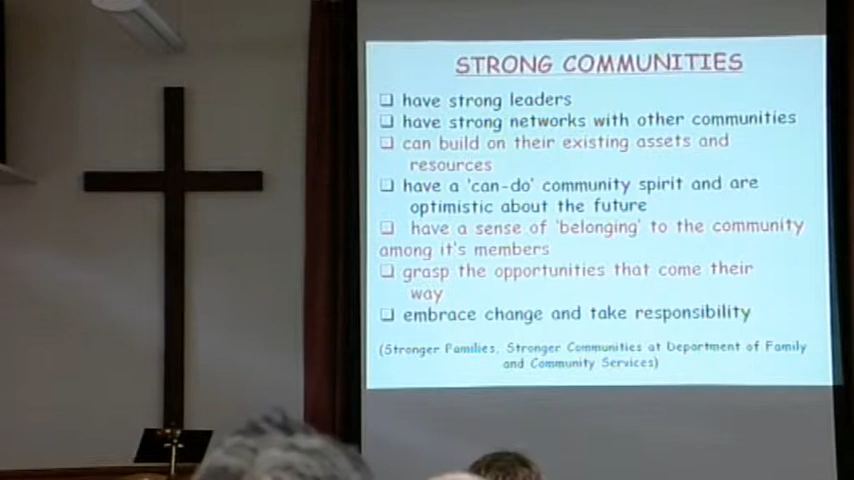 STRONG COMMUNITIES
❑ have strong leaders
❑ have strong networks with other communities
❑ can build on their existing assets and
resources
❑ have a 'can-do' community spirit and are
optimistic about the future
❑ have a sense of 'belonging' to the community
among it's members
❑ grasp the opportunities that come their
way
❑ embrace change and take responsibility
(Stronger Families, Stronger Communities at Department of Family
and Community Services)